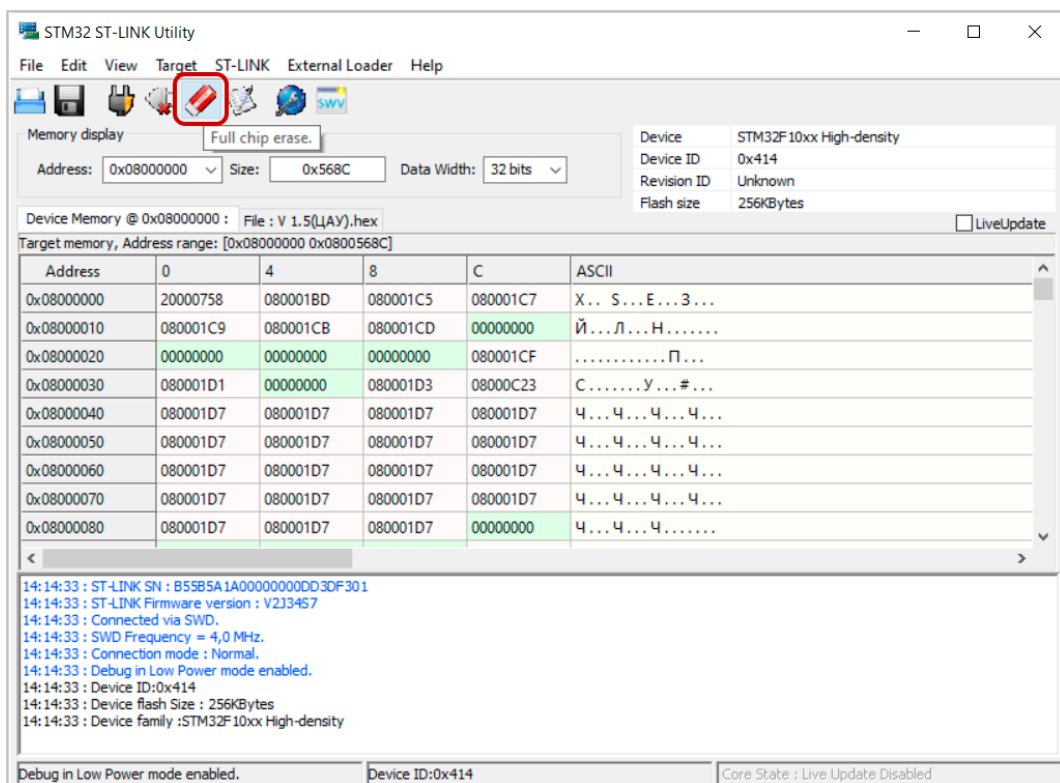 STM32 ST-LINK Utility
File Edit View Target ST-LINK External Loader Help
SWV
Full chip erase.
Memory display
Address: 0x08000000 Size: 0x568C Data Width: 32 bits
Device STM32F10xx High-density
Device ID 0x414
Revision ID Unknown
Flash size 256KBytes
LiveUpdate
Device Memory @ 0x08000000 : File : V 1.5(ЦАУ).hex
Target memory, Address range: [0x08000000 0x0800568C]
Address 0 4 8 C ASCII
0x08000000 20000758 080001BD 080001C5 080001C7 X.. S...E...З...
0x08000010 080001C9 080001CB 080001CD 00000000 Й...Л...Н.......
0x08000020 00000000 00000000 00000000 080001CF ............П...
0x08000030 080001D1 00000000 080001D3 08000C23 С.......У...#...
0x08000040 080001D7 080001D7 080001D7 080001D7 Ч...Ч...Ч...Ч...
0x08000050 080001D7 080001D7 080001D7 080001D7 Ч...Ч...Ч...Ч...
0x08000060 080001D7 080001D7 080001D7 080001D7 Ч...Ч...Ч...Ч...
0x08000070 080001D7 080001D7 080001D7 080001D7 Ч...Ч...Ч...Ч...
0x08000080 080001D7 080001D7 080001D7 00000000 Ч...Ч...Ч.......
14:14:33 : ST-LINK SN : B55B5A1A00000000DD3DF301
14:14:33 : ST-LINK Firmware version : V2J34S7
14:14:33 : Connected via SWD.
14:14:33 : SWD Frequency = 4,0 MHz.
14:14:33 : Connection mode : Normal.
14:14:33 : Debug in Low Power mode enabled.
14:14:33 : Device ID:0x414
14:14:33 : Device flash Size : 256KBytes
14:14:33 : Device family :STM32F10xx High-density
Debug in Low Power mode enabled. Device ID:0x414 Core State : Live Update Disabled